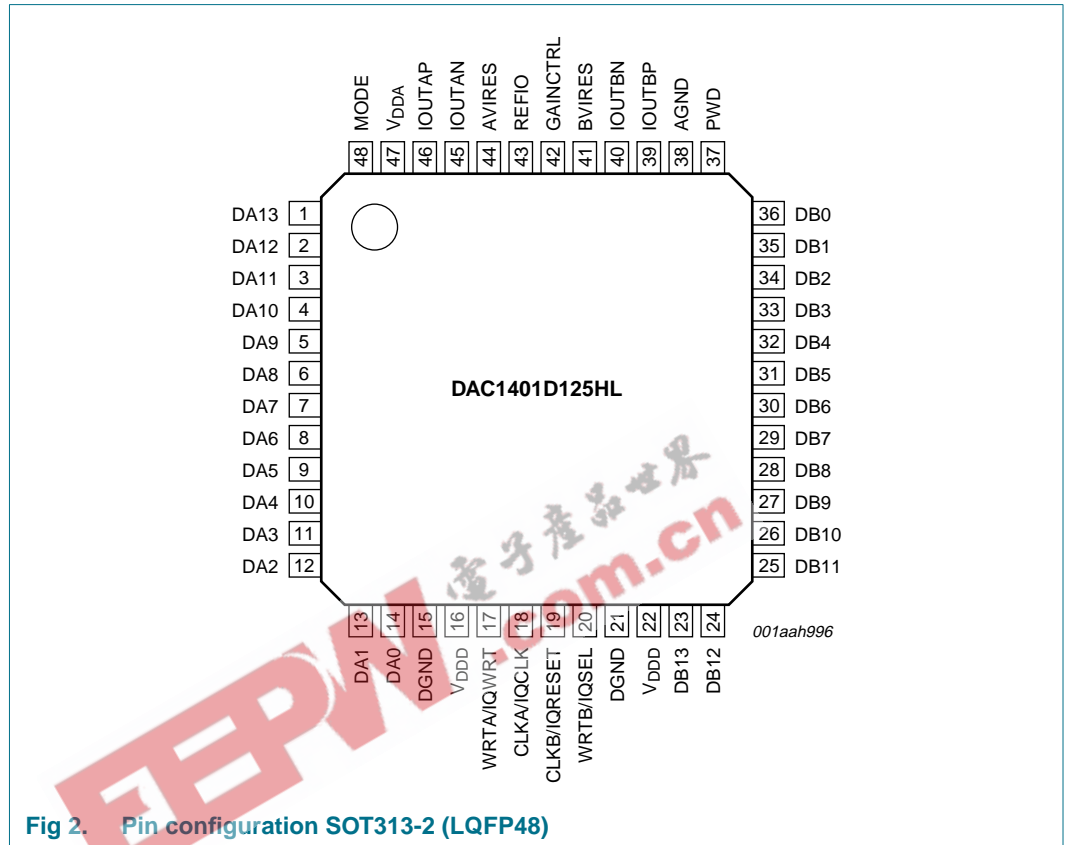 MODE
VDDA
IOUTAP
IOUTAN
AVIRES
REFIO
GAINCTRL
BVIRES
IOUTBN
IOUTBP
AGND
PWD
48
47
46
45
44
43
42
41
40
39
38
37
DA13 1
DA12 2
DA11 3
DA10 4
DA9 5
DA8 6
DA7 7
DA6 8
DA5 9
DA4 10
DA3 11
DA2 12
DAC1401D125HL
36 DB0
35 DB1
34 DB2
33 DB3
32 DB4
31 DB5
30 DB6
29 DB7
28 DB8
27 DB9
26 DB10
25 DB11
13
14
15
16
17
18
19
20
21
22
23
24
DA1
DA0
DGND
VDDD
WRTA/IQWRT
CLKA/IQCLK
CLKB/IQRESET
WRTB/IQSEL
DGND
VDDD
DB13
DB12
001aah996
電子產品世界
EEPW.com.cn
Fig 2. Pin configuration SOT313-2 (LQFP48)